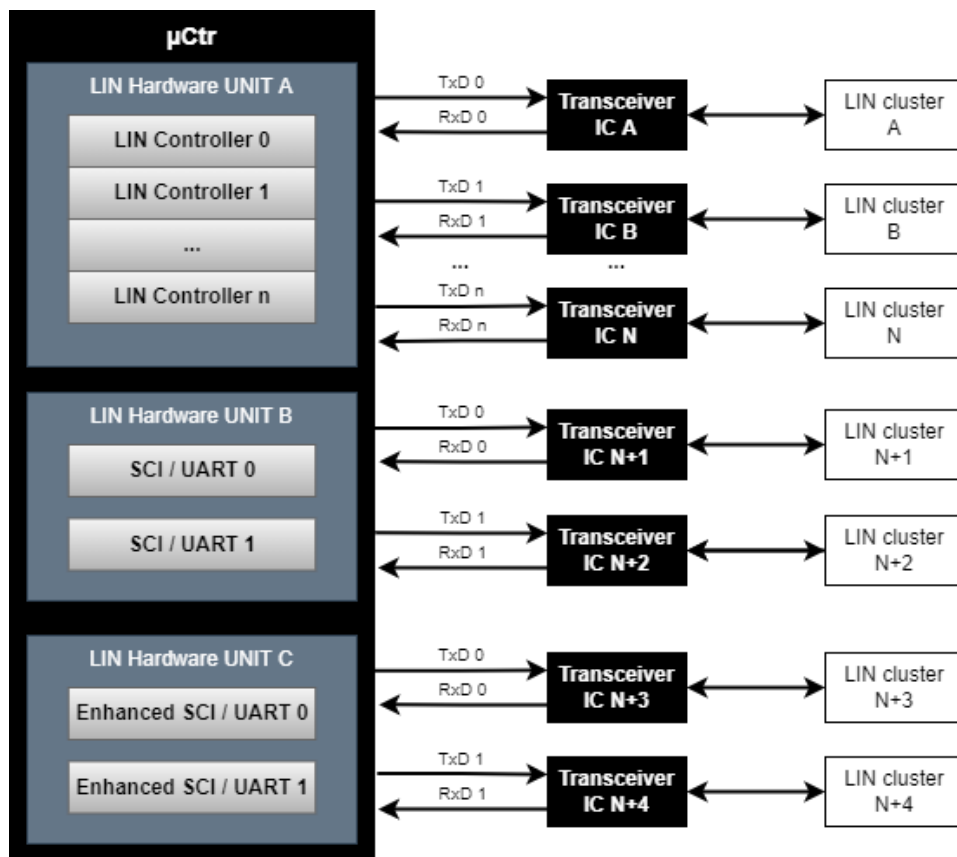 µCtr
LIN Hardware UNIT A
LIN Controller 0
LIN Controller 1
...
LIN Controller n
TxD 0
RxD 0
Transceiver
IC A
LIN cluster
A
TxD 1
RxD 1
Transceiver
IC B
LIN cluster
B
...
...
TxD n
RxD n
Transceiver
IC N
LIN cluster
N
LIN Hardware UNIT B
SCI / UART 0
SCI / UART 1
TxD 0
RxD 0
Transceiver
IC N+1
LIN cluster
N+1
TxD 1
RxD 1
Transceiver
IC N+2
LIN cluster
N+2
LIN Hardware UNIT C
Enhanced SCI / UART 0
Enhanced SCI / UART 1
TxD 0
RxD 0
Transceiver
IC N+3
LIN cluster
N+3
TxD 1
RxD 1
Transceiver
IC N+4
LIN cluster
N+4